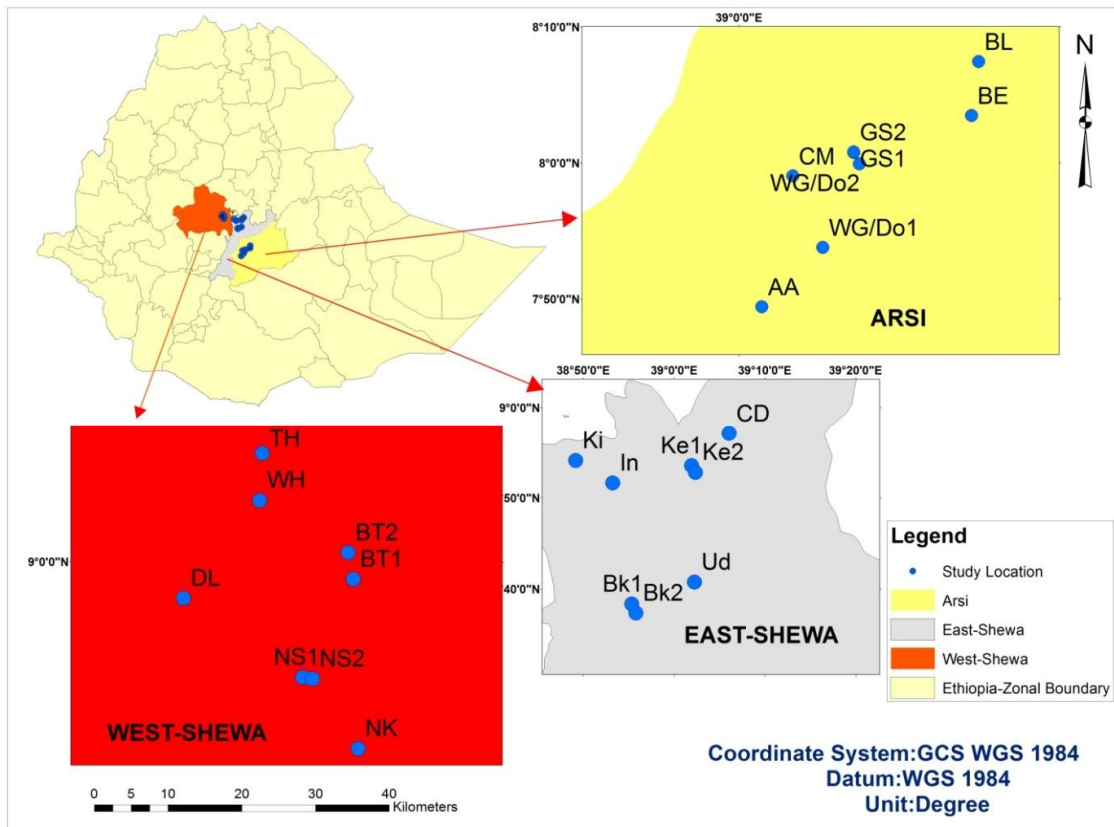 8°10'0"N
39°0'0"E
BL
BE
GS2
GS1
8°0'0"N
CM
WG/Do2
WG/Do1
7°50'0"N
AA
ARSI
N
38°50'0"E 39°0'0"E 39°10'0"E 39°20'0"E
9°0'0"N
CD
Ki
Ke1
Ke2
In
50'0"N
Ud
40'0"N
Bk1
Bk2
EAST-SHEWA
TH
WH
BT2
BT1
9°0'0"N
DL
NS1
NS2
WEST-SHEWA
NK
0 5 10 20 30 40
Kilometers
Legend
Study Location
Arsi
East-Shewa
West-Shewa
Ethiopia-Zonal Boundary
Coordinate System:GCS WGS 1984
Datum:WGS 1984
Unit:Degree